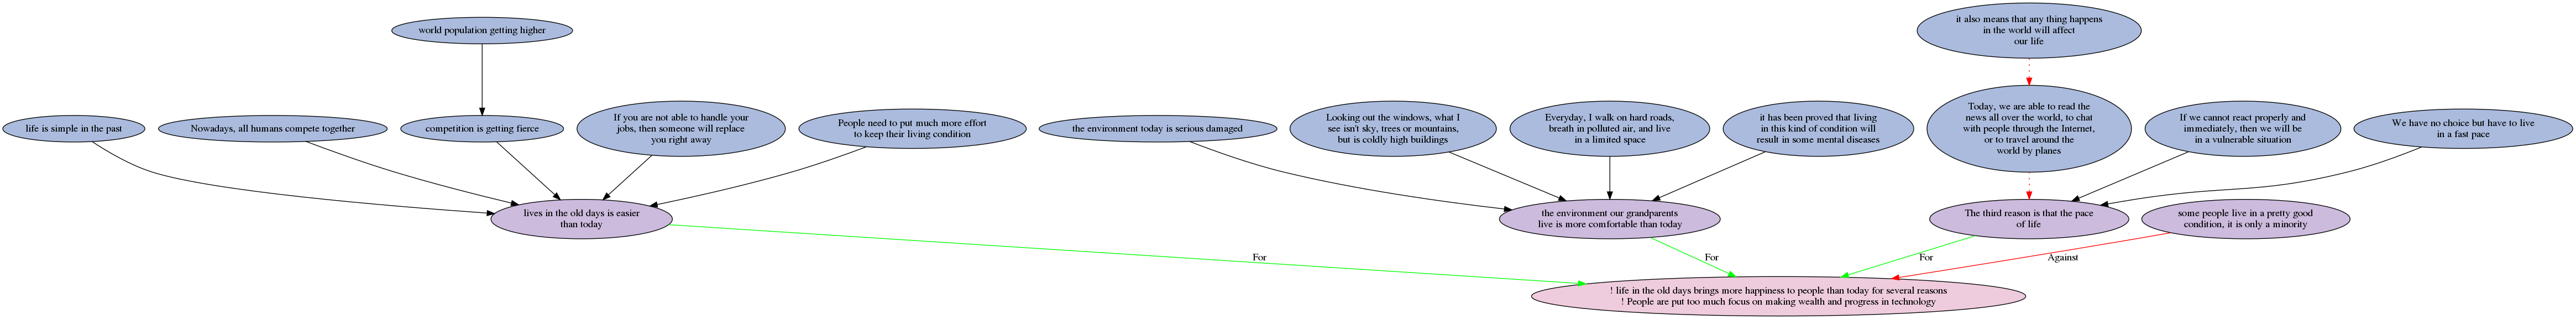 world population getting higher
it also means that any thing happens
in the world will affect
our life
life is simple in the past
Nowadays, all humans compete together
competition is getting fierce
If you are not able to handle your
jobs, then someone will replace
you right away
People need to put much more effort
to keep their living condition
the environment today is serious damaged
Looking out the windows, what I
see isn't sky, trees or mountains,
but is coldly high buildings
Everyday, I walk on hard roads,
breath in polluted air, and live
in a limited space
it has been proved that living
in this kind of condition will
result in some mental diseases
Today, we are able to read the
news all over the world, to chat
with people through the Internet,
or to travel around the
world by planes
If we cannot react properly and
immediately, then we will be
in a vulnerable situation
We have no choice but have to live
in a fast pace
lives in the old days is easier
than today
the environment our grandparents
live is more comfortable than today
The third reason is that the pace
of life
some people live in a pretty good
condition, it is only a minority
For
For
For
Against
! life in the old days brings more happiness to people than today for several reasons
! People are put too much focus on making wealth and progress in technology